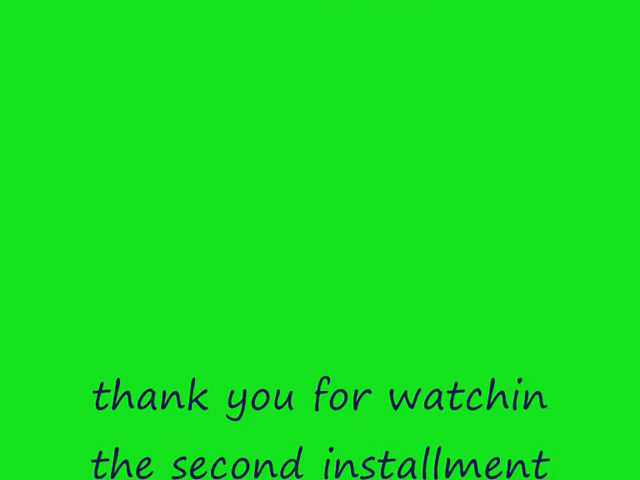 thank you for watchin
the second installment